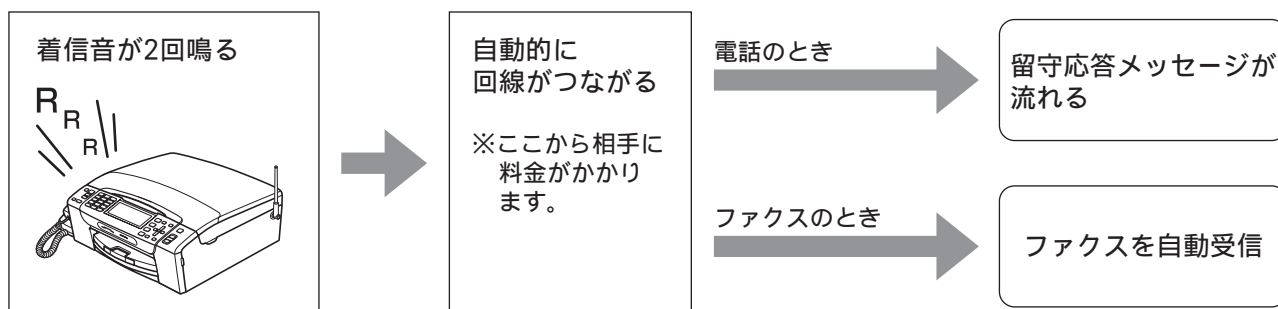 着信音が2回鳴る
R
R
R
自動的に
回線がつながる
※ここから相手に
料金がかかり
ます。
電話のとき
留守応答メッセージが
流れる
ファクスのとき
ファクスを自動受信